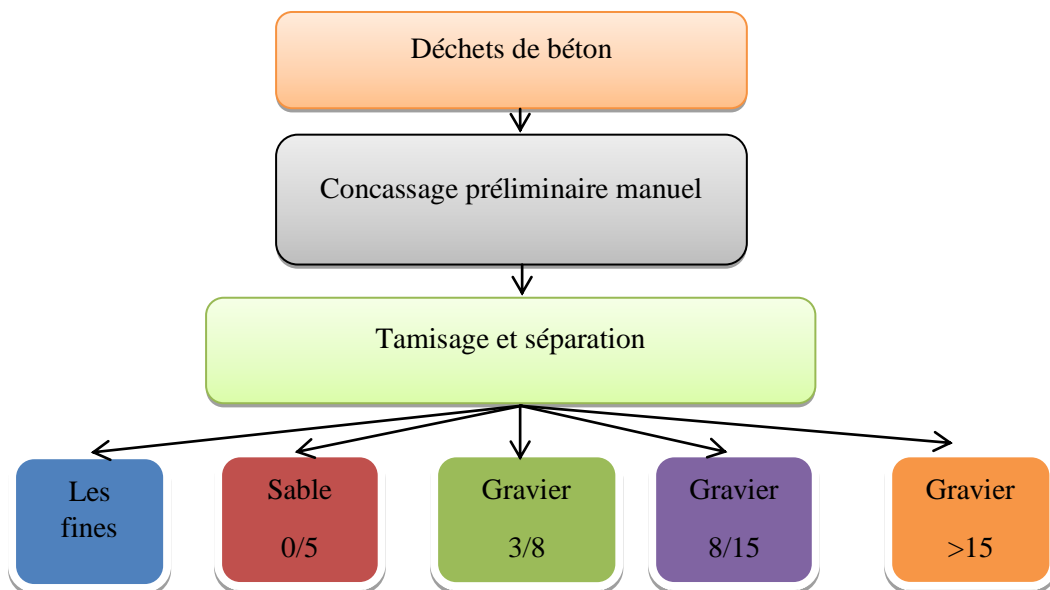 Déchets de béton
Concassage préliminaire manuel
Tamisage et séparation
Les
fines
Sable
0/5
Gravier
3/8
Gravier
8/15
Gravier
>15